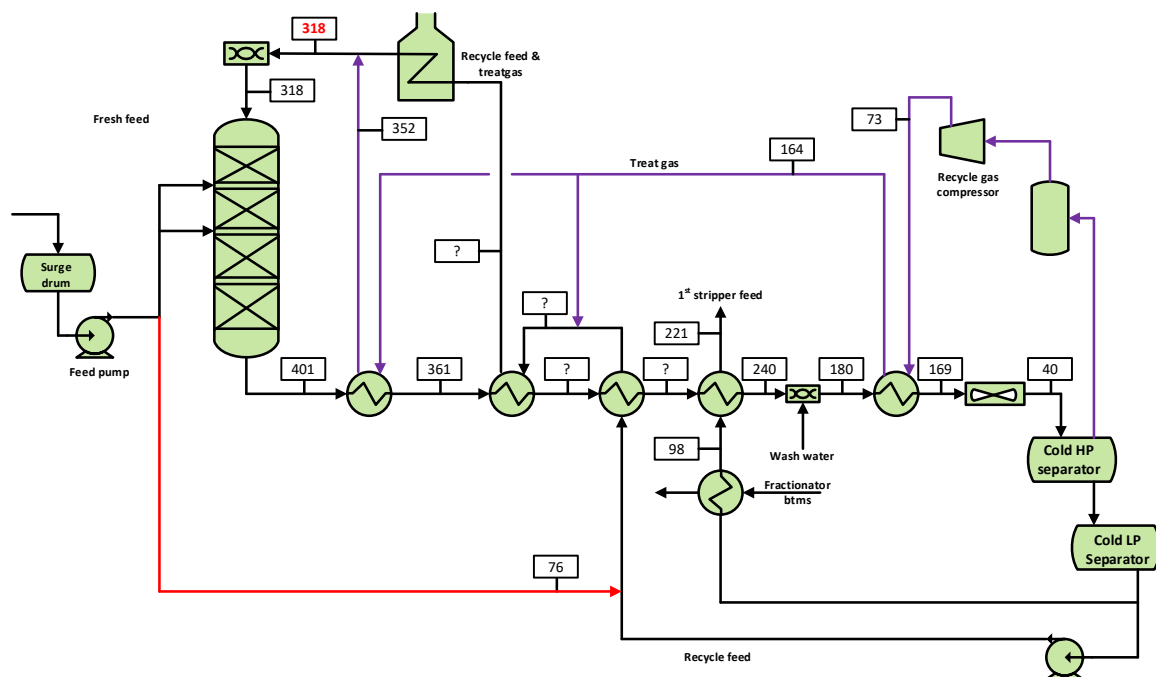 318
Recycle feed &
treatgas
318
73
Fresh feed
352
164
Treat gas
Recycle gas
compressor
?
Surge
drum
1st stripper feed
?
221
Feed pump
401
361
?
?
240
180
169
40
98
Wash water
Cold HP
separator
Fractionator
btms
Cold LP
Separator
76
Recycle feed